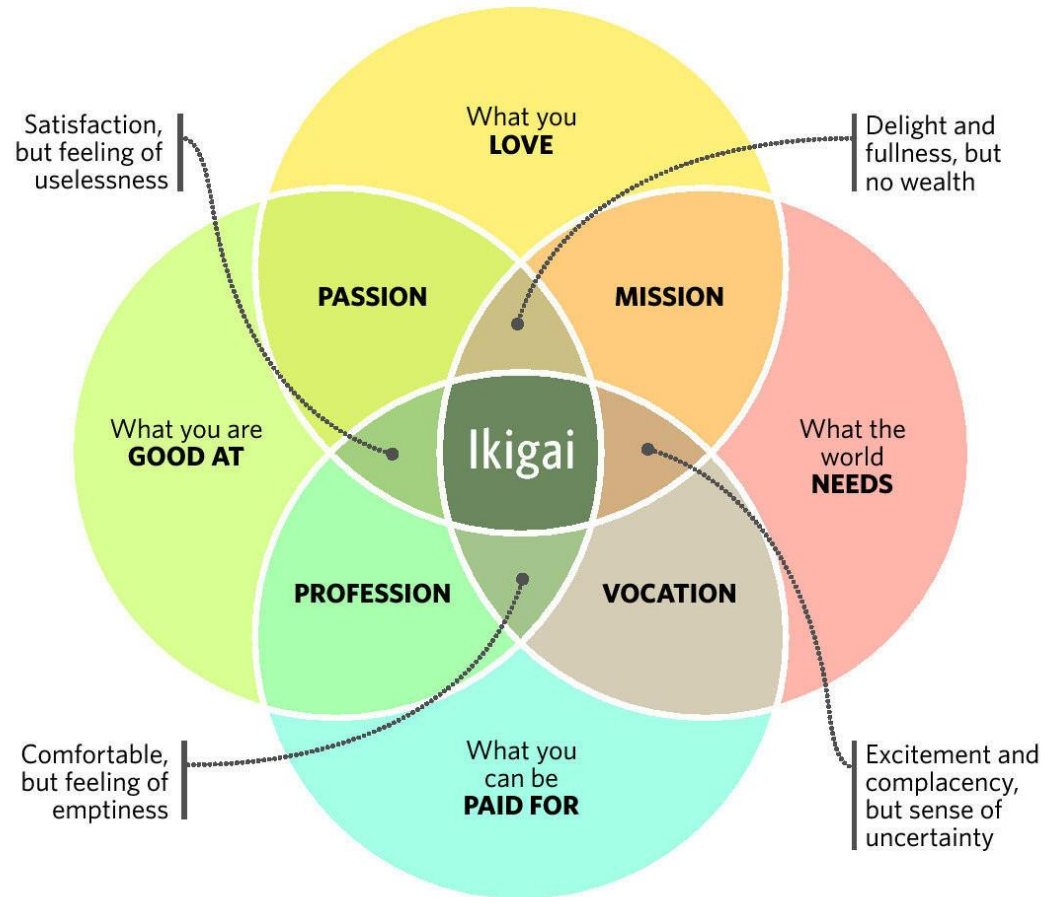 What you
LOVE
Satisfaction,
but feeling of
uselessness
Delight and
fullness, but
no wealth
PASSION
MISSION
What you are
GOOD AT
Ikigai
What the
world
NEEDS
PROFESSION
VOCATION
Comfortable,
but feeling of
emptiness
What you
can be
PAID FOR
Excitement and
complacency,
but sense of
uncertainty